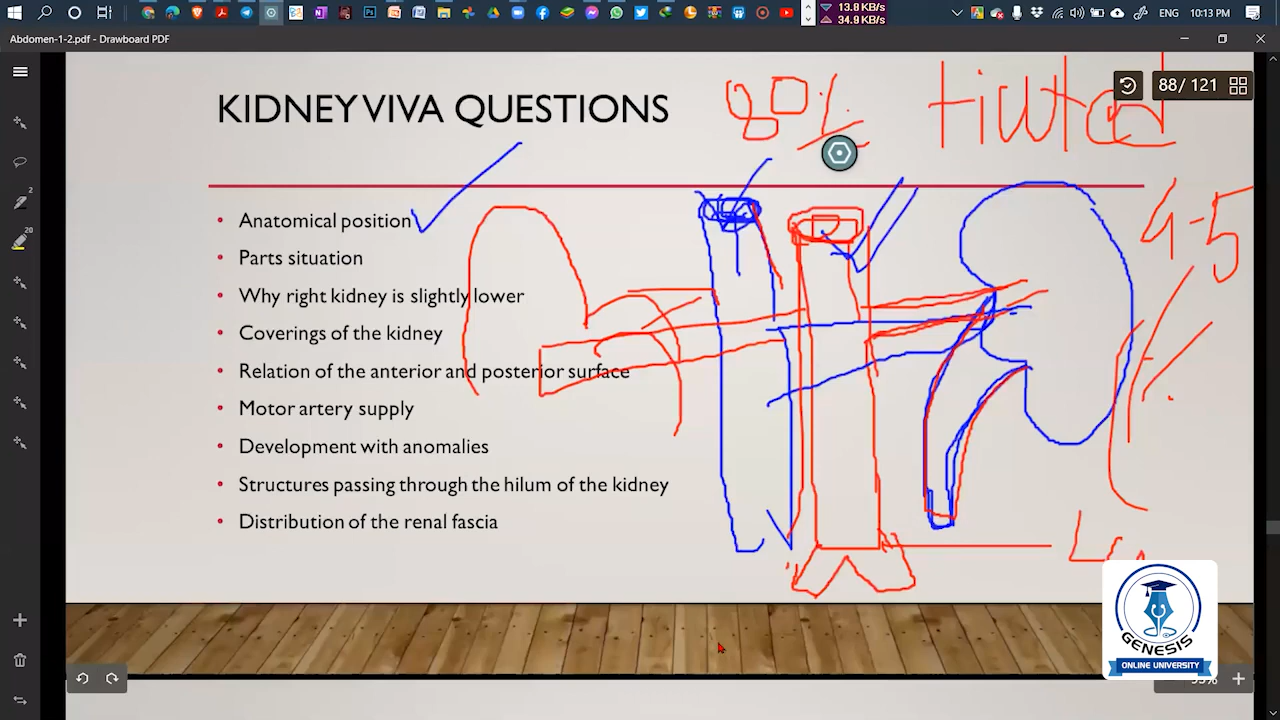 13.8 KB/s
34.9 KB/s
ENG 10:13 PM
Abdomen-1-2.pdf - Drawboard PDF
88/ 121
KIDNEY VIVA QUESTIONS
80%
Anatomical position
Parts situation
Why right kidney is slightly lower
Coverings of the kidney
Relation of the anterior and posterior surface
Motor artery supply
Development with anomalies
Structures passing through the hilum of the kidney
Distribution of the renal fascia
2
20
GENESIS
ONLINE UNIVERSITY